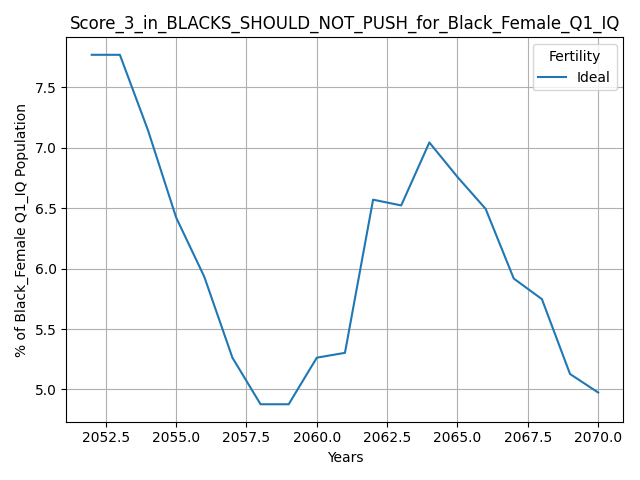 Score_3_in_BLACKS_SHOULD_NOT_PUSH_for_Black_Female_Q1_IQ
Fertility
Ideal
% of Black_Female Q1_IQ Population
7.5
7.0
6.5
6.0
5.5
5.0
2052.5 2055.0 2057.5 2060.0 2062.5 2065.0 2067.5 2070.0
Years